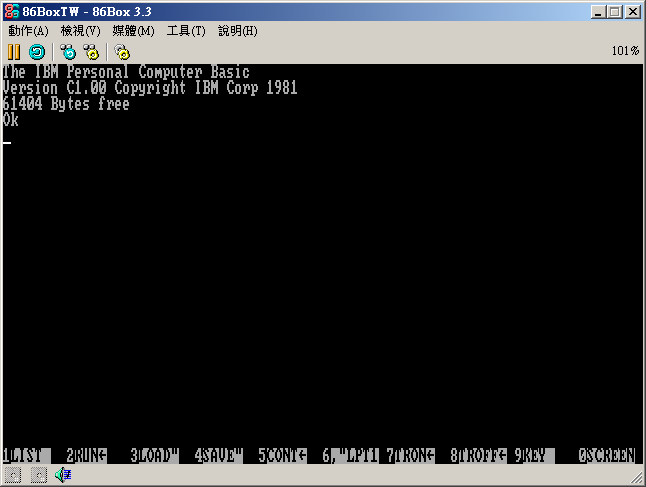 86BoxTW - 86Box 3.3
動作(A) 檢視(V) 媒體(M) 工具(T) 說明(H)
101%
The IBM Personal Computer Basic
Version C1.00 Copyright IBM Corp 1981
61404 Bytes free
Ok
1LIST 2RUN← 3LOAD" 4SAVE" 5CONT← 6,"LPT1 7TRON← 8TROFF← 9KEY 0SCREEN